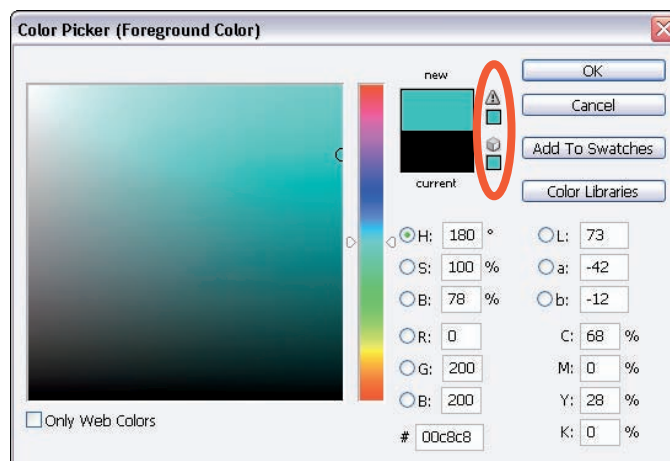 Color Picker (Foreground Color)
new
current
OK
Cancel
Add To Swatches
Color Libraries
H: 180 °
S: 100 %
B: 78 %
R: 0
G: 200
B: 200
# 00c8c8
L: 73
a: -42
b: -12
C: 68 %
M: 0 %
Y: 28 %
K: 0 %
Only Web Colors